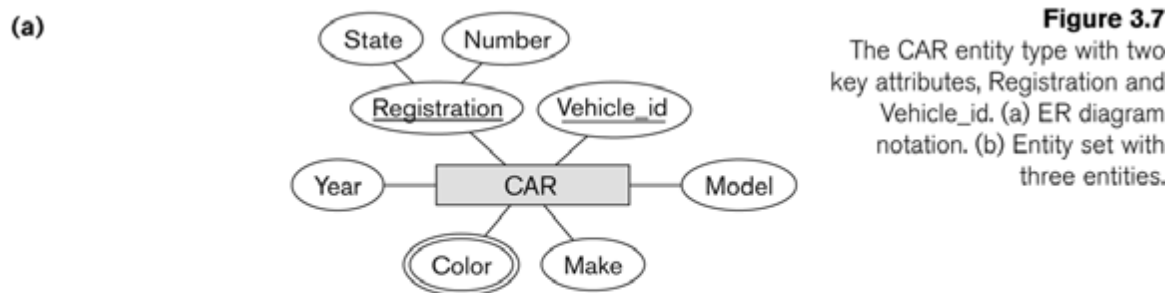 (a)
State
Number
Registration
Vehicle_id
Year
CAR
Model
Color
Make
Figure 3.7
The CAR entity type with two
key attributes, Registration and
Vehicle_id. (a) ER diagram
notation. (b) Entity set with
three entities.